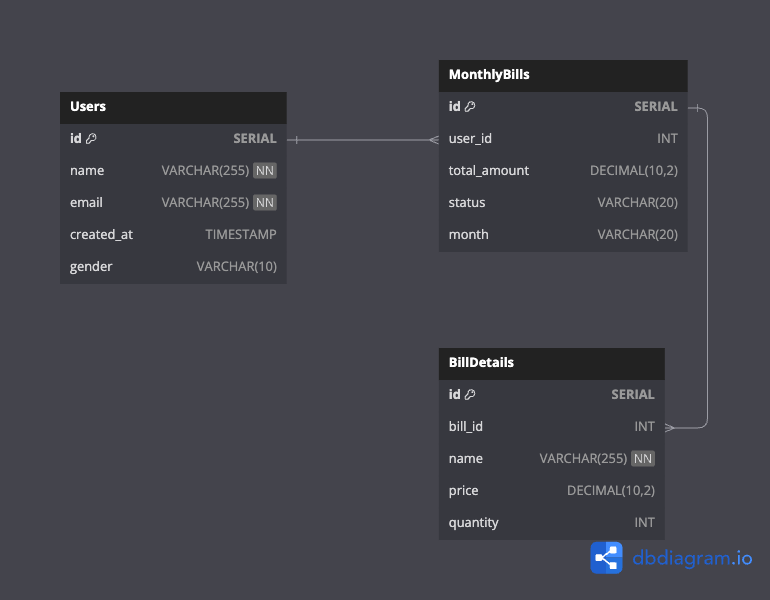 Users
id SERIAL
name VARCHAR(255) NN
email VARCHAR(255) NN
created_at TIMESTAMP
gender VARCHAR(10)
MonthlyBills
id SERIAL
user_id INT
total_amount DECIMAL(10,2)
status VARCHAR(20)
month VARCHAR(20)
BillDetails
id SERIAL
bill_id INT
name VARCHAR(255) NN
price DECIMAL(10,2)
quantity INT
dbdiagram.io